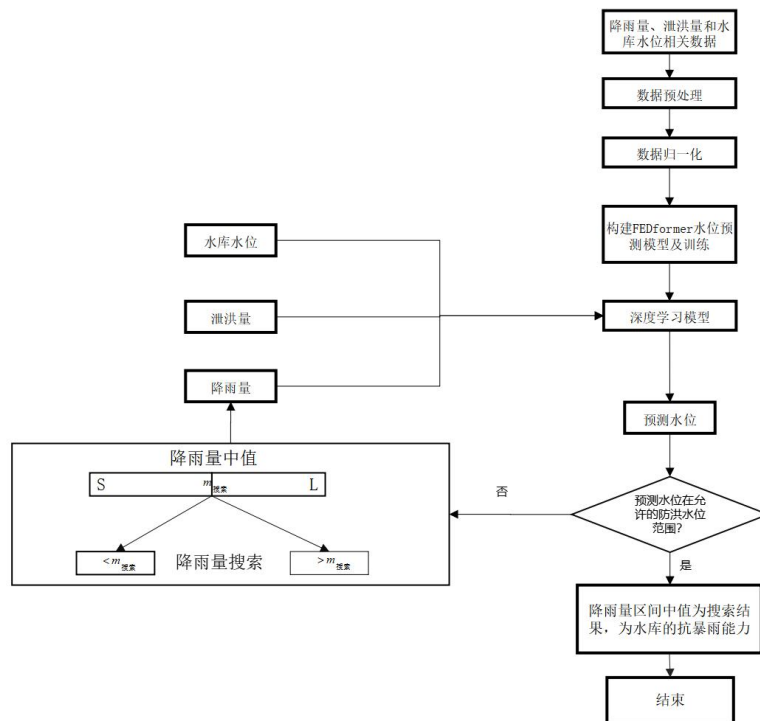 降雨量、泄洪量和水
库水位相关数据
数据预处理
数据归一化
构建FEDformer水位预
测模型及训练
水库水位
泄洪量
深度学习模型
降雨量
预测水位
降雨量中值
S m搜索 L
<m搜索 降雨量搜索 >m搜索
否
预测水位在允
许的防洪水位
范围?
是
降雨量区间中值为搜索结
果，为水库的抗暴雨能力
结束